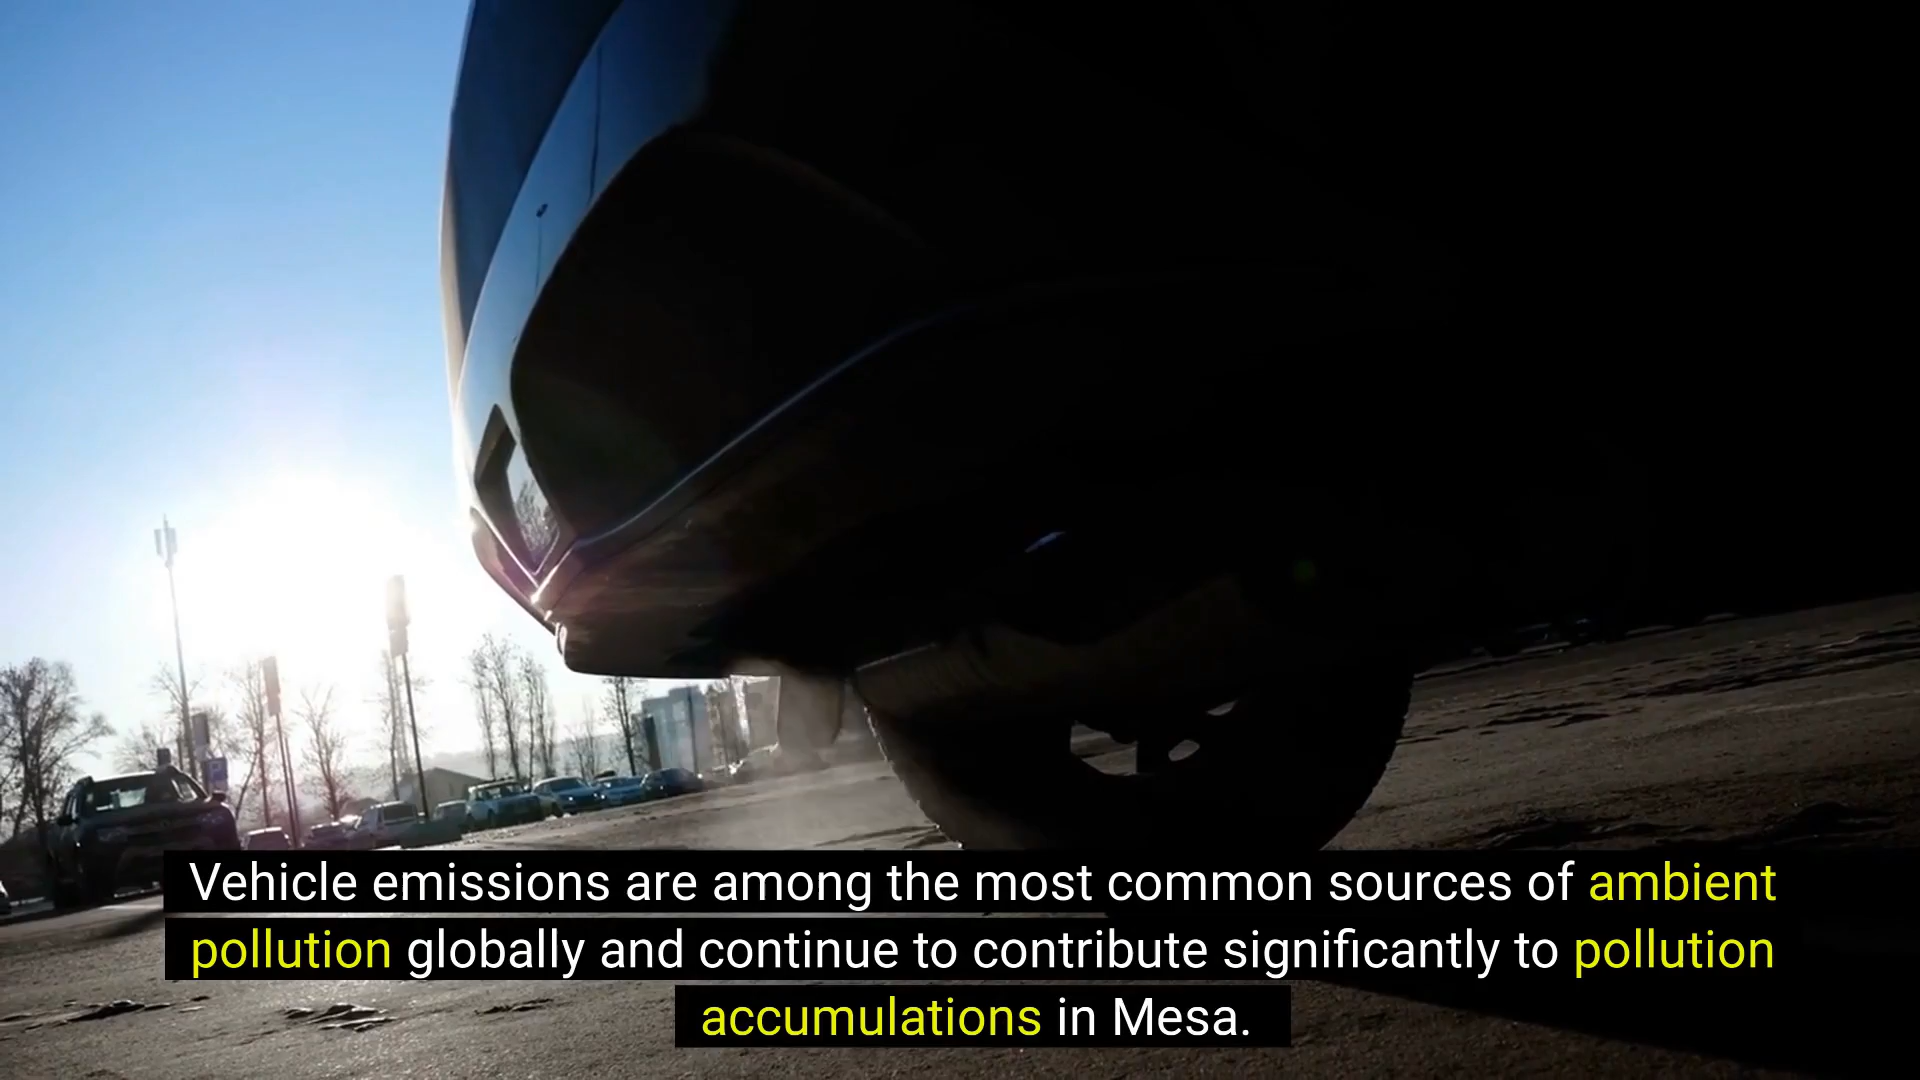 Vehicle emissions are among the most common sources of ambient
pollution globally and continue to contribute significantly to pollution
accumulations in Mesa.